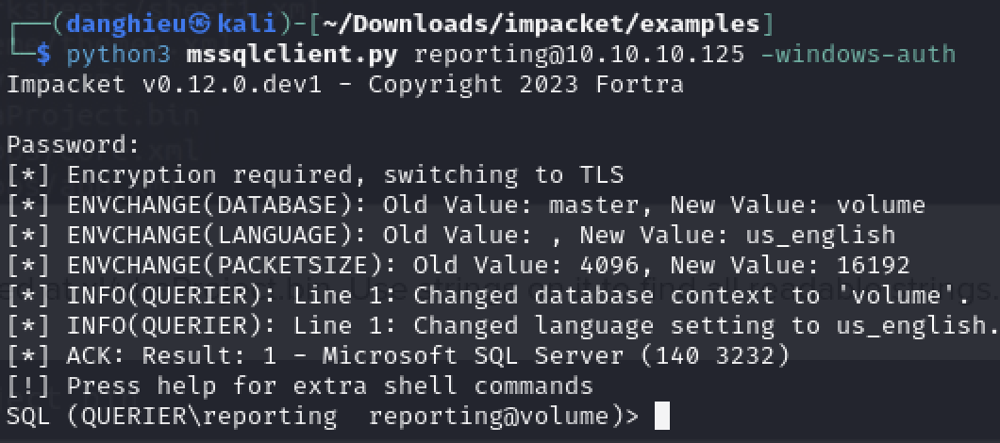 ┌──(danghieu㉿kali)-[~/Downloads/impacket/examples]
└─$ python3 mssqlclient.py reporting@10.10.10.125 -windows-auth
Impacket v0.12.0.dev1 - Copyright 2023 Fortra
Password:
[*] Encryption required, switching to TLS
[*] ENVCHANGE(DATABASE): Old Value: master, New Value: volume
[*] ENVCHANGE(LANGUAGE): Old Value: , New Value: us_english
[*] ENVCHANGE(PACKETSIZE): Old Value: 4096, New Value: 16192
[*] INFO(QUERIER): Line 1: Changed database context to 'volume'.
[*] INFO(QUERIER): Line 1: Changed language setting to us_english.
[*] ACK: Result: 1 - Microsoft SQL Server (140 3232)
[!] Press help for extra shell commands
SQL (QUERIER\reporting  reporting@volume)>